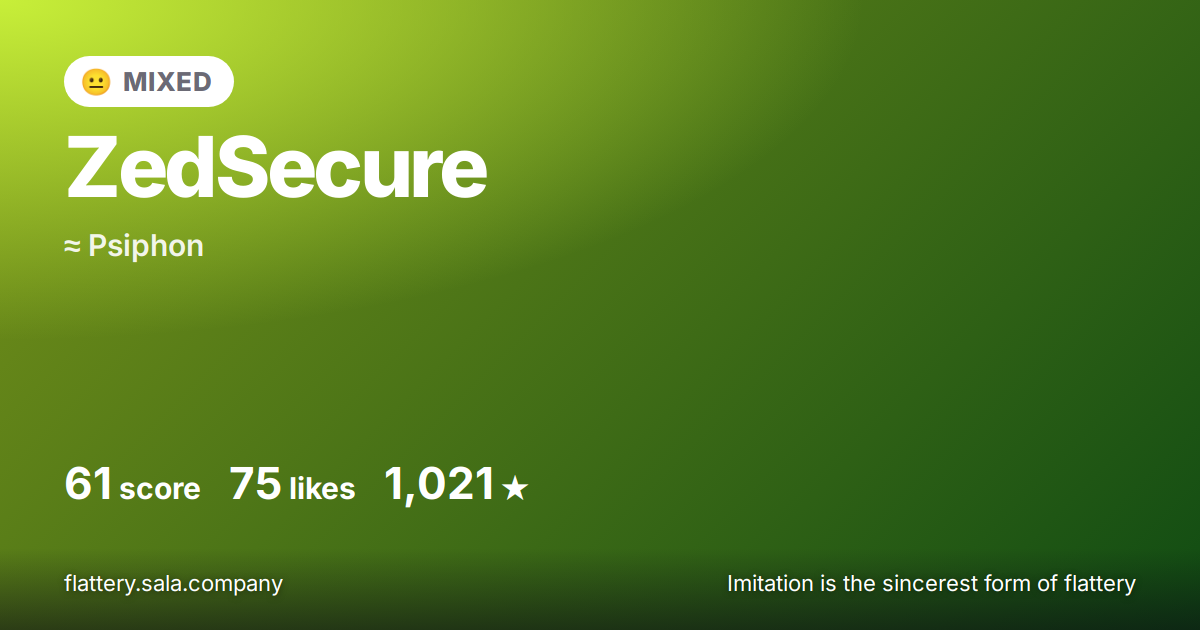 😐 MIXED
ZedSecure
≈ Psiphon
61 score 75 likes 1,021 ★
flattery.sala.company
Imitation is the sincerest form of flattery